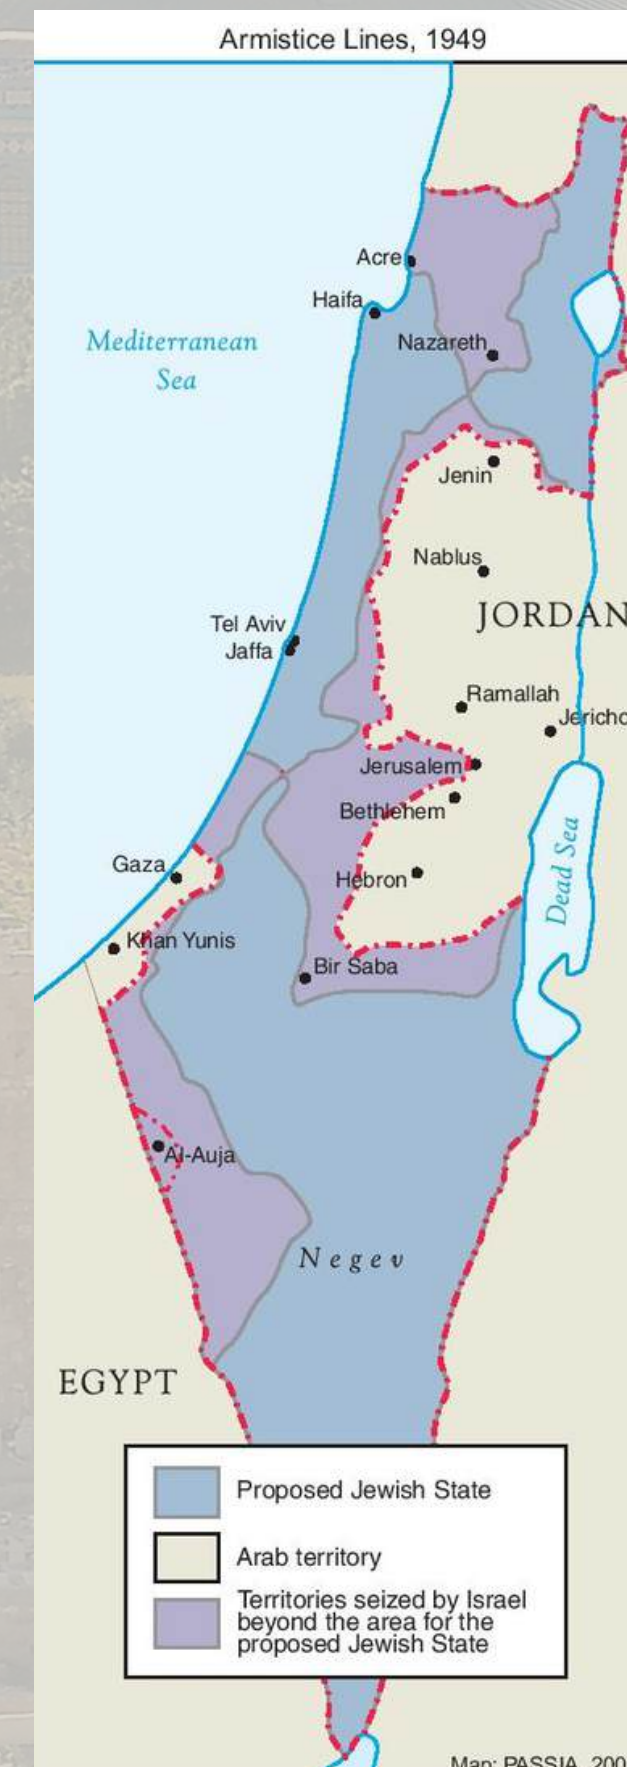 Armistice Lines, 1949
Acre
Haifa
Mediterranean
Sea
Nazareth
Jenin
Nablus
JORDAN
Tel Aviv
Jaffa
Ramallah
Jericho
Jerusalem
Bethlehem
Gaza
Hebron
Dead Sea
Khan Yunis
Bir Saba
Al-Auja
Negev
EGYPT
Proposed Jewish State
Arab territory
Territories seized by Israel
beyond the area for the
proposed Jewish State
Map: PASSIA, 200